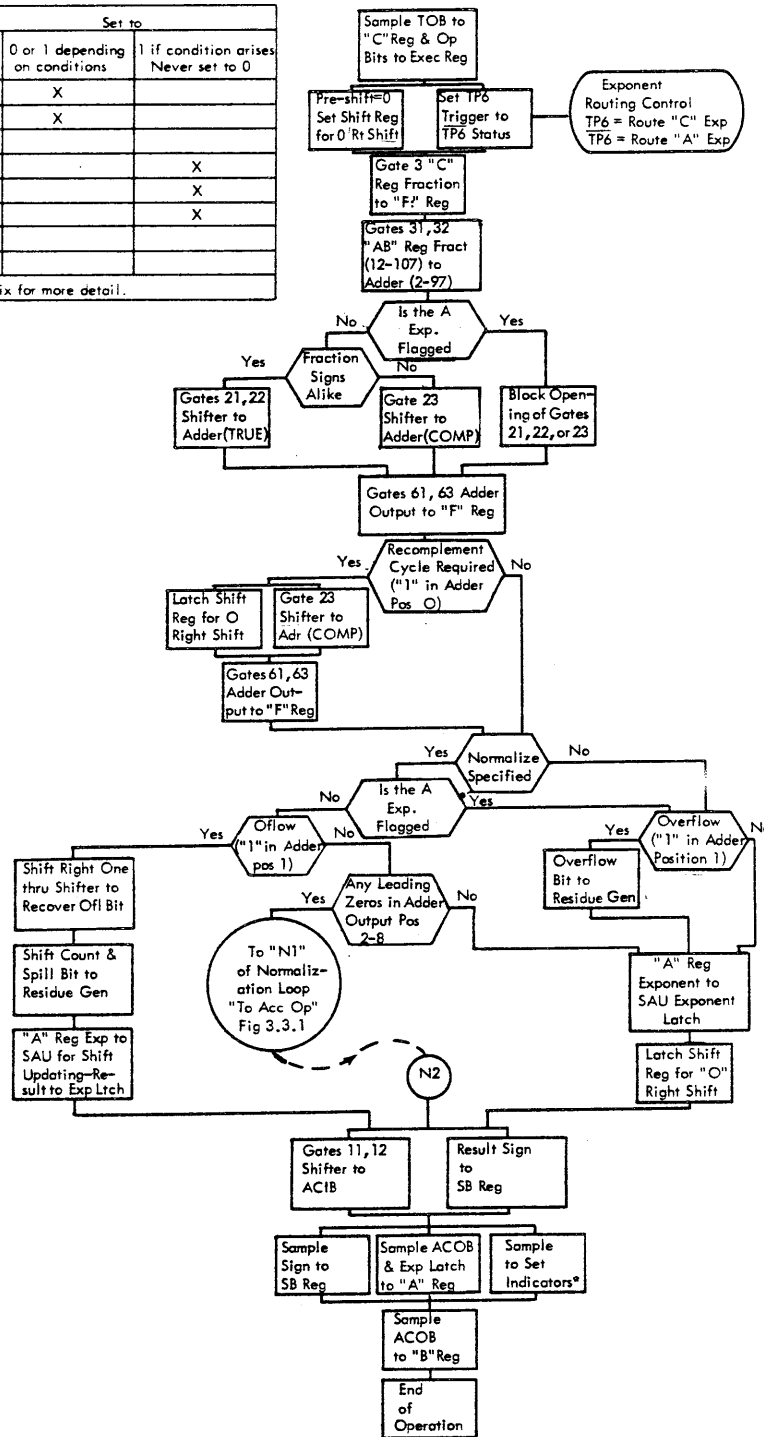 Set to
0 or 1 depending
on conditions
1 if condition arises
Never set to 0
X
X
X
X
X
ix for more detail.
Sample TOB to
"C"Reg & Op
Bits to Exec Reg
Pre-shift=0
Set Shift Reg
for 0 Rt Shift
Set TP6
Trigger to
TP6 Status
Exponent
Routing Control
TP6 = Route "C" Exp
TP6 = Route "A" Exp
Gate 3 "C"
Reg Fraction
to "F" Reg
Gates 31,32
"AB" Reg Fract
(12-107) to
Adder (2-97)
No
Is the A
Exp.
Flagged
Yes
Yes
Fraction
Signs
Alike
No
Gates 21,22
Shifter to
Adder(TRUE)
Gate 23
Shifter to
Adder(COMP)
Block Open-
ing of Gates
21,22,or 23
Gates 61, 63 Adder
Output to "F" Reg
Yes
Recomplement
Cycle Required
("1" in Adder
Pos O)
No
Latch Shift
Reg for O
Right Shift
Gate 23
Shifter to
Adr (COMP)
Gates 61,63
Adder Out-
put to "F"Reg
Yes
Normalize
Specified
No
No
Is the A
Exp.
Flagged
Yes
Yes
Oflow
("1"in Adder
pos 1)
No
Yes
Overflow
("1" in Adder
Position 1)
No
Shift Right One
thru Shifter to
Recover Ofl Bit
Yes
Any Leading
Zeros in Adder
Output Pos
2-8
No
Overflow
Bit to
Residue Gen
Shift Count &
Spill Bit to
Residue Gen
To "N1"
of Normaliz-
ation Loop
"To Acc Op"
Fig 3.3.1
"A" Reg
Exponent to
SAU Exponent
Latch
"A" Reg Exp to
SAU for Shift
Updating-Re-
sult to Exp Ltch
N2
Latch Shift
Reg for "O"
Right Shift
Gates 11,12
Shifter to
ACIB
Result Sign
to
SB Reg
Sample
Sign to
SB Reg
Sample ACOB
& Exp Latch
to "A" Reg
Sample
to Set
Indicators*
Sample
ACOB
to "B"Reg
End
of
Operation